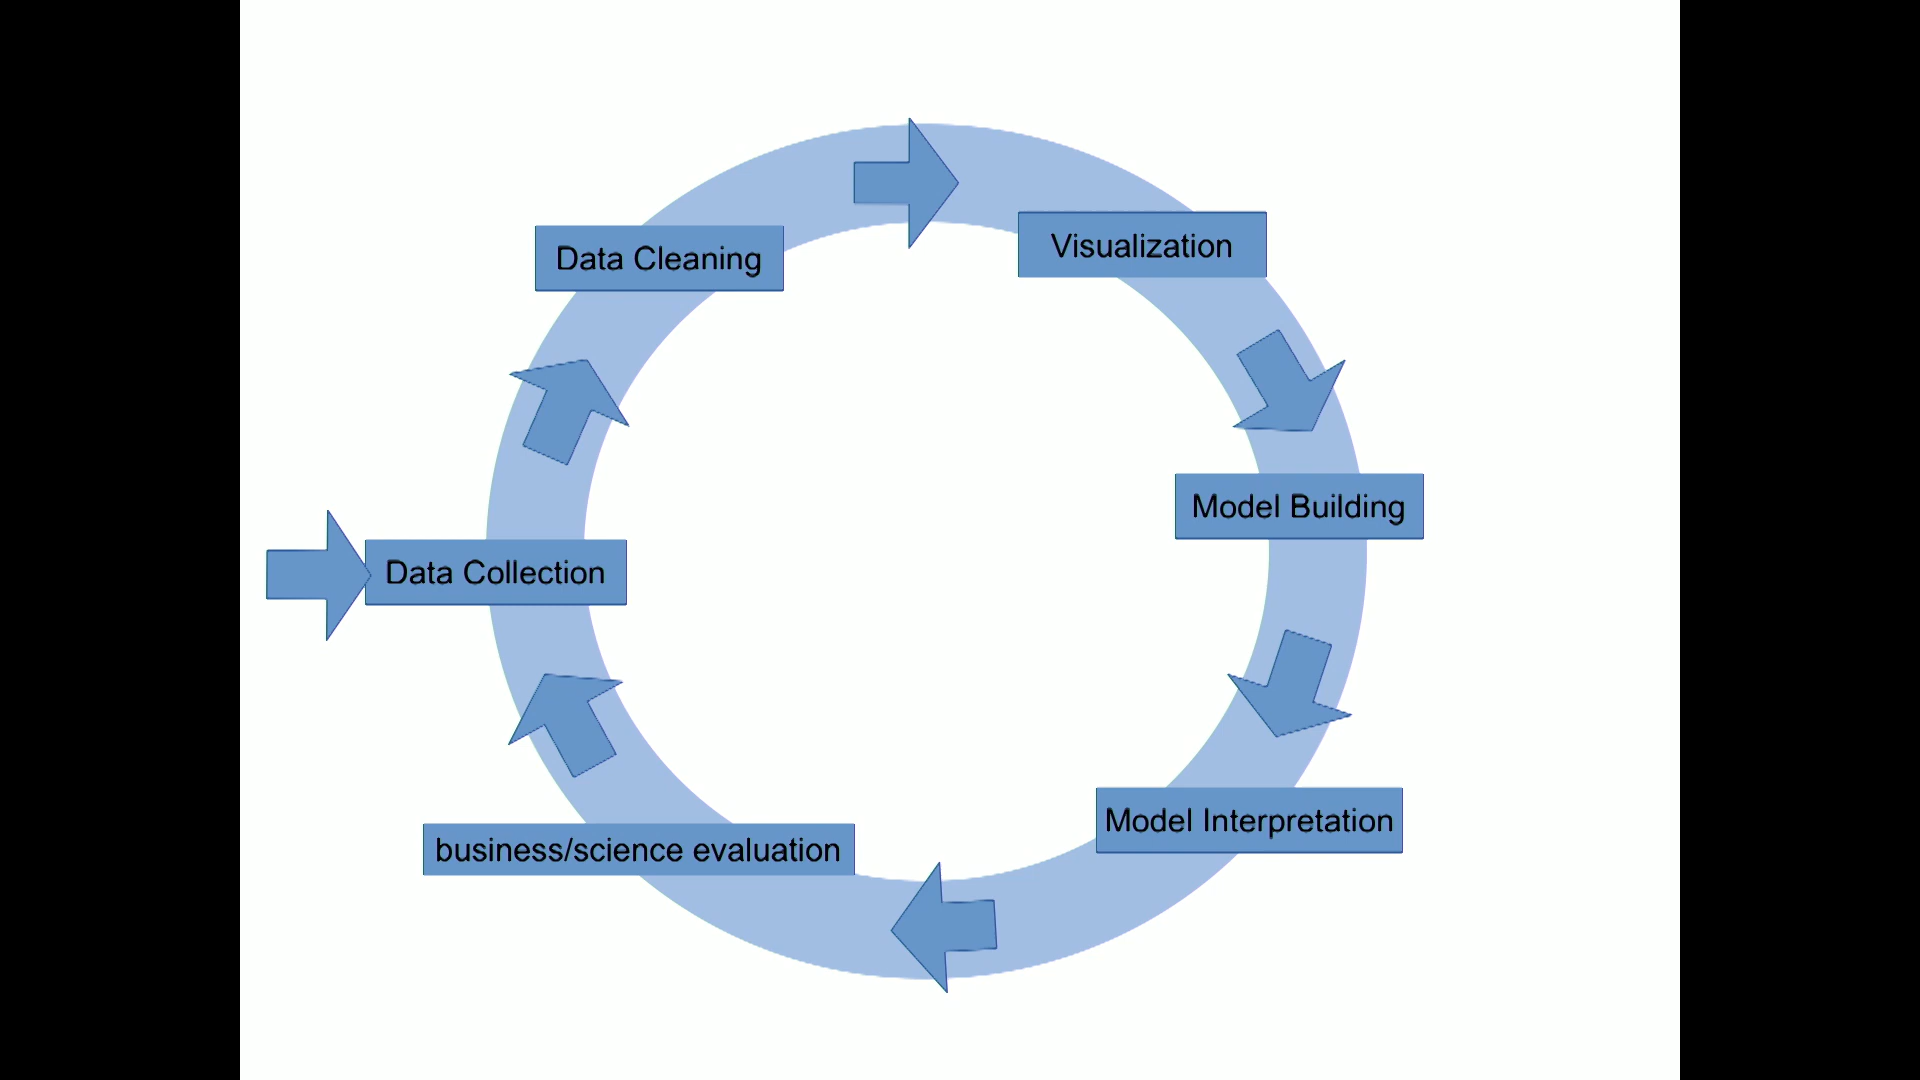 Data Cleaning
Visualization
Model Building
Data Collection
Model Interpretation
business/science evaluation